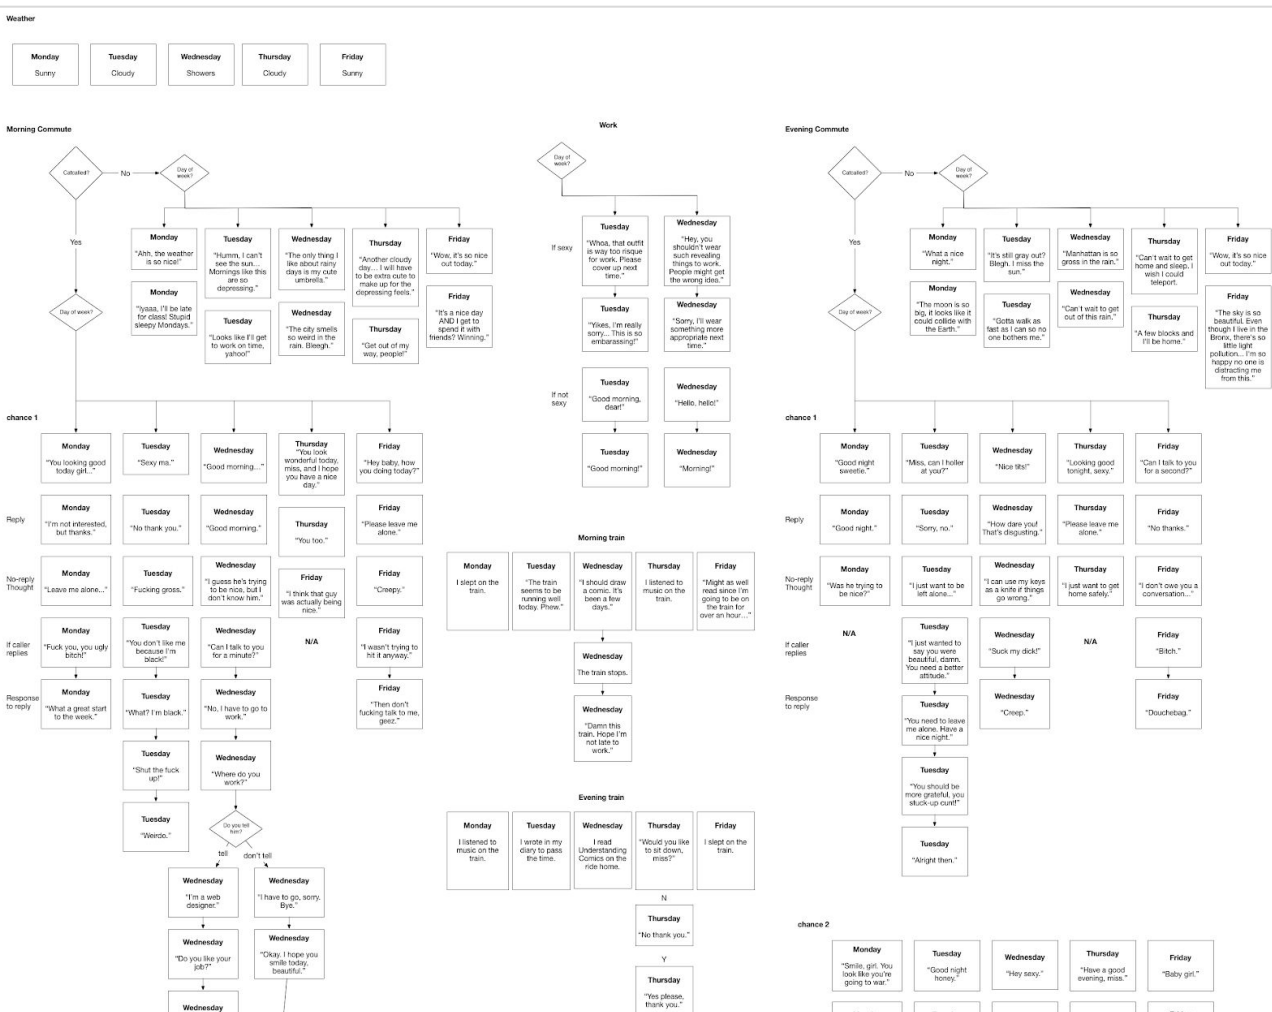 Weather
Monday
Sunny
Tuesday
Cloudy
Wednesday
Showers
Thursday
Cloudy
Friday
Sunny
Morning Commute
Catcalled?
No
Day of
week?
Yes
Day of week?
Monday
"Ahh, the weather
is so nice!"
Monday
"Iyaaa, I'll be late
for class! Stupid
sleepy Mondays."
Tuesday
"Humm, I can't
see the sun...
Mornings like this
are so
depressing."
Tuesday
"Looks like I'll get
to work on time,
yahoo!"
Wednesday
"The only thing I
like about rainy
days is my cute
umbrella."
Wednesday
"The city smells
so weird in the
rain. Bleegh."
Thursday
"Another cloudy
day... I will have
to be extra cute to
make up for the
depressing feels."
Thursday
"Get out of my
way, people!"
Friday
"Wow, it's so nice
out today."
Friday
"It's a nice day
AND I get to
spend it with
friends? Winning."
chance 1
Monday
"You looking good
today girl..."
Tuesday
"Sexy ma."
Wednesday
"Good morning..."
Thursday
"You look
wonderful today,
miss, and I hope
you have a nice
day."
Friday
"Hey baby, how
you doing today?"
Reply
Monday
"I'm not interested,
but thanks."
Tuesday
"No thank you."
Wednesday
"Good morning."
Thursday
"You too."
Friday
"Please leave me
alone."
No-reply
Thought
Monday
"Leave me alone..."
Tuesday
"Fucking gross."
Wednesday
"I guess he's trying
to be nice, but I
don't know him."
Friday
"I think that guy
was actually being
nice."
Friday
"Creepy."
If caller
replies
Monday
"Fuck you, you ugly
bitch!"
Tuesday
"You don't like me
because I'm
black!"
Wednesday
"Can I talk to you
for a minute?"
N/A
Friday
"I wasn't trying to
hit it anyway."
Response
to reply
Monday
"What a great start
to the week."
Tuesday
"What? I'm black."
Wednesday
"No, I have to go to
work."
Friday
"Then don't
fucking talk to me,
geez."
Tuesday
"Shut the fuck
up!"
Wednesday
"Where do you
work?"
Tuesday
"Weirdo."
Do you tell
him?
tell
don't tell
Wednesday
"I'm a web
designer."
Wednesday
"I have to go, sorry.
Bye."
Wednesday
"Do you like your
job?"
Wednesday
"Okay. I hope you
smile today,
beautiful."
Wednesday
Work
Day of
week?
If sexy
Tuesday
"Whoa, that outfit
is way too risque
for work. Please
cover up next
time."
Wednesday
"Hey, you
shouldn't wear
such revealing
things to work.
People might get
the wrong idea."
Tuesday
"Yikes, I'm really
sorry... This is so
embarassing!"
Wednesday
"Sorry, I'll wear
something more
appropriate next
time."
If not
sexy
Tuesday
"Good morning,
dear!"
Wednesday
"Hello, hello!"
Tuesday
"Good morning!"
Wednesday
"Morning!"
Morning train
Monday
I slept on the
train.
Tuesday
"The train
seems to be
running well
today. Phew."
Wednesday
"I should draw
a comic. It's
been a few
days."
Thursday
I listened to
music on the
train.
Friday
"Might as well
read since I'm
going to be on
the train for
over an hour..."
Wednesday
The train stops.
Wednesday
"Damn this
train. Hope I'm
not late to
work."
Evening train
Monday
I listened to
music on the
train.
Tuesday
I wrote in my
diary to pass
the time.
Wednesday
I read
Understanding
Comics on the
ride home.
Thursday
"Would you like
to sit down,
miss?"
Friday
I slept on the
train.
N
Thursday
"No thank you."
Y
Thursday
"Yes please,
thank you."
Evening Commute
Catcalled?
No
Day of
week?
Yes
Day of week?
Monday
"What a nice
night."
Monday
"The moon is so
big, it looks like it
could collide with
the Earth."
Tuesday
"It's still gray out?
Blegh. I miss the
sun."
Tuesday
"Gotta walk as
fast as I can so no
one bothers me."
Wednesday
"Manhattan is so
gross in the rain."
Wednesday
"Can't wait to get
out of this rain."
Thursday
"Can't wait to get
home and sleep. I
wish I could
teleport.
Thursday
"A few blocks and
I'll be home."
Friday
"Wow, it's so nice
out today."
Friday
"The sky is so
beautiful. Even
though I live in the
Bronx, there's so
little light
pollution... I'm so
happy no one is
distracting me
from this."
chance 1
Monday
"Good night
sweetie."
Tuesday
"Miss, can I holler
at you?"
Wednesday
"Nice tits!"
Thursday
"Looking good
tonight, sexy."
Friday
"Can I talk to you
for a second?"
Reply
Monday
"Good night."
Tuesday
"Sorry, no."
Wednesday
"How dare you!
That's disgusting."
Thursday
"Please leave me
alone."
Friday
"No thanks."
No-reply
Thought
Monday
"Was he trying to
be nice?"
Tuesday
"I just want to be
left alone..."
Wednesday
"I can use my keys
as a knife if things
go wrong."
Thursday
"I just want to get
home safely."
Friday
"I don't owe you a
conversation..."
If caller
replies
N/A
Tuesday
"I just wanted to
say you were
beautiful, damn.
You need a better
attitude."
Wednesday
"Suck my dick!"
N/A
Friday
"Bitch."
Response
to reply
Tuesday
"You need to leave
me alone. Have a
nice night."
Wednesday
"Creep."
Friday
"Douchebag."
Tuesday
"You should be
more grateful, you
stuck-up cunt!"
Tuesday
"Alright then."
chance 2
Monday
"Smile, girl. You
look like you're
going to war."
Tuesday
"Good night
honey."
Wednesday
"Hey sexy."
Thursday
"Have a good
evening, miss."
Friday
"Baby girl."